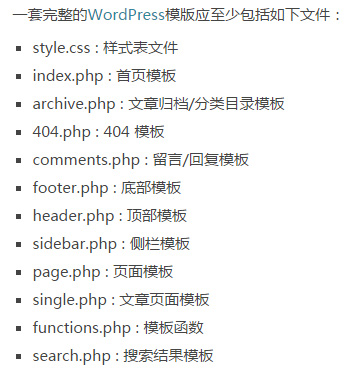 一套完整的WordPress模版应至少包括如下文件：
style.css : 样式表文件
index.php : 首页模板
archive.php : 文章归档/分类目录模板
404.php : 404 模板
comments.php : 留言/回复模板
footer.php : 底部模板
header.php : 顶部模板
sidebar.php : 侧栏模板
page.php : 页面模板
single.php : 文章页面模板
functions.php : 模板函数
search.php : 搜索结果模板